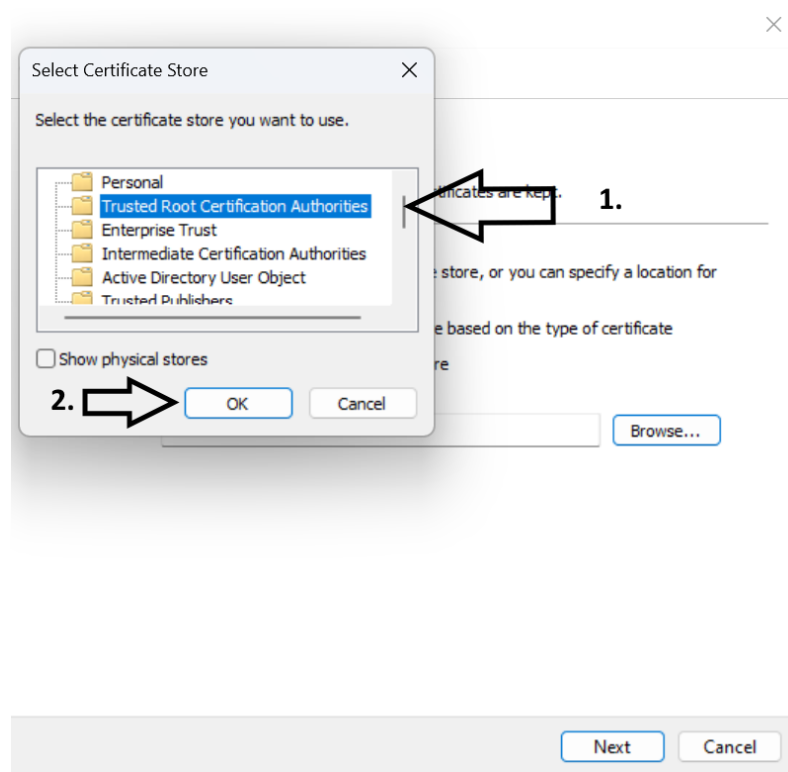 Select Certificate Store
Select the certificate store you want to use.
Personal
Trusted Root Certification Authorities
Enterprise Trust
Intermediate Certification Authorities
Active Directory User Object
Trusted Publishers
Show physical stores
2.
OK
Cancel
are kept.
1.
store, or you can specify a location for
based on the type of certificate
Browse...
Next
Cancel